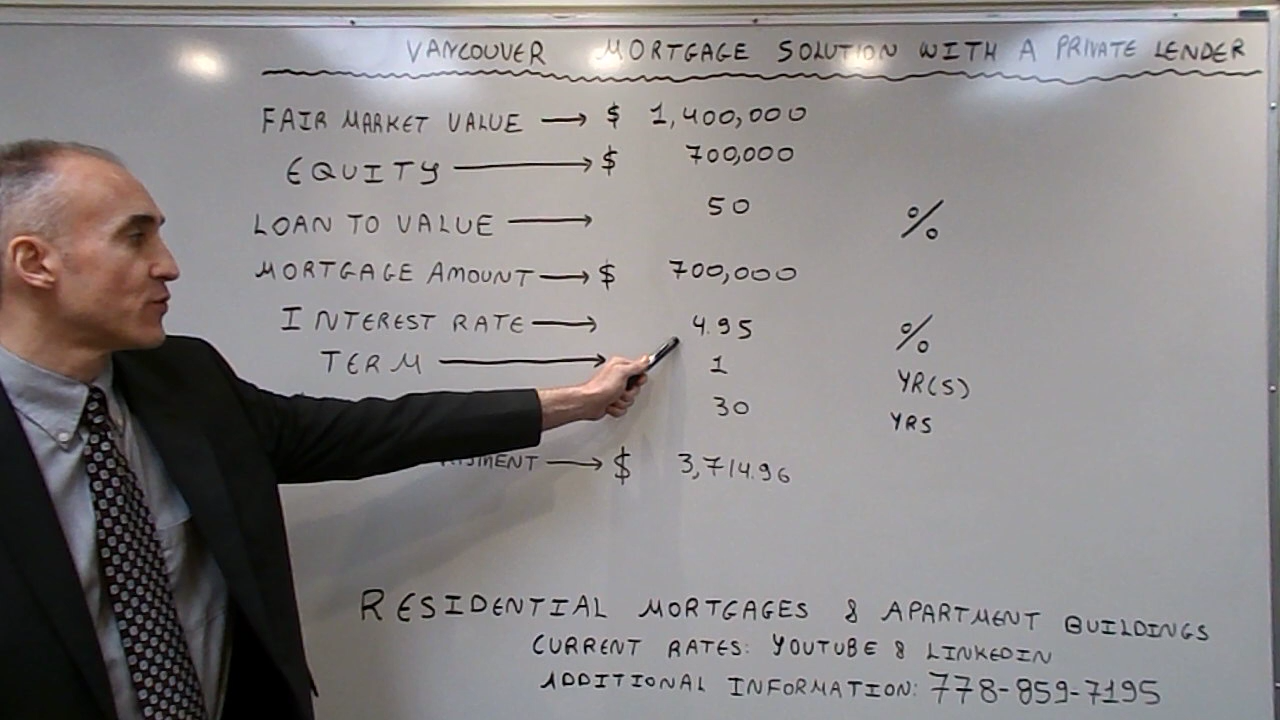 VANCOUVER MORTGAGE SOLUTION WITH A PRIVATE LENDER
FAIR MARKET VALUE → $ 1,400,000
EQUITY → $ 700,000
LOAN TO VALUE → 50 %
MORTGAGE AMOUNT → $ 700,000
INTEREST RATE → 4.95 %
TERM → 1 YR(S)
30 YRS
→ $ 3,714.96
RESIDENTIAL MORTGAGES & APARTMENT BUILDINGS
CURRENT RATES: YOUTUBE & LINKEDIN
ADDITIONAL INFORMATION: 778-859-7195